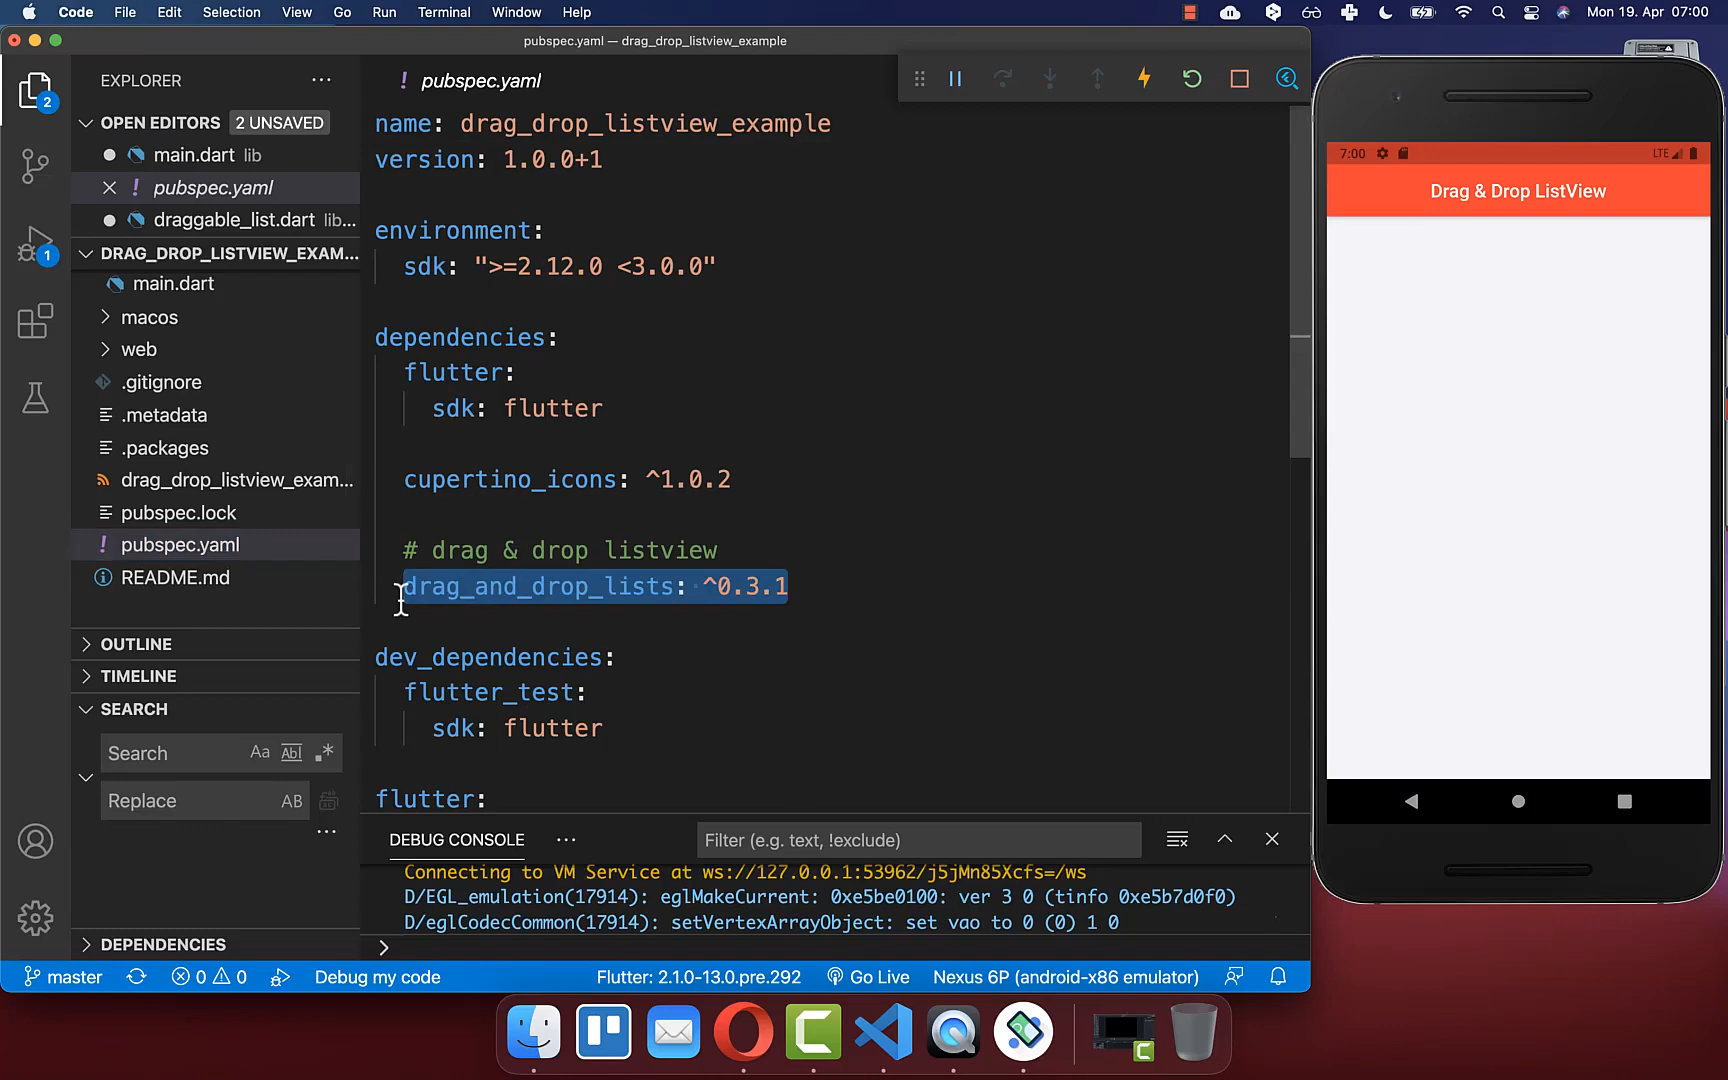 Code File Edit Selection View Go Run Terminal Window Help
Mon 19. Apr 07:00
pubspec.yaml — drag_drop_listview_example
EXPLORER
2
OPEN EDITORS 2 UNSAVED
main.dart lib
! pubspec.yaml
draggable_list.dart lib...
1
DRAG_DROP_LISTVIEW_EXAM...
main.dart
macos
web
.gitignore
.metadata
.packages
drag_drop_listview_exam...
pubspec.lock
! pubspec.yaml
README.md
OUTLINE
TIMELINE
SEARCH
Search Aa Abl .*
Replace AB
DEPENDENCIES
! pubspec.yaml
name: drag_drop_listview_example
version: 1.0.0+1
environment:
sdk: ">=2.12.0 <3.0.0"
dependencies:
flutter:
sdk: flutter
cupertino_icons: ^1.0.2
# drag & drop listview
drag_and_drop_lists: ^0.3.1
dev_dependencies:
flutter_test:
sdk: flutter
flutter:
DEBUG CONSOLE
Filter (e.g. text, !exclude)
Connecting to VM Service at ws://127.0.0.1:53962/j5jMn85Xcfs=/ws
D/EGL_emulation(17914): eglMakeCurrent: 0xe5be0100: ver 3 0 (tinfo 0xe5b7d0f0)
D/eglCodecCommon(17914): setVertexArrayObject: set vao to 0 (0) 1 0
master 0 0 Debug my code Flutter: 2.1.0-13.0.pre.292 Go Live Nexus 6P (android-x86 emulator)
7:00 LTE
Drag & Drop ListView